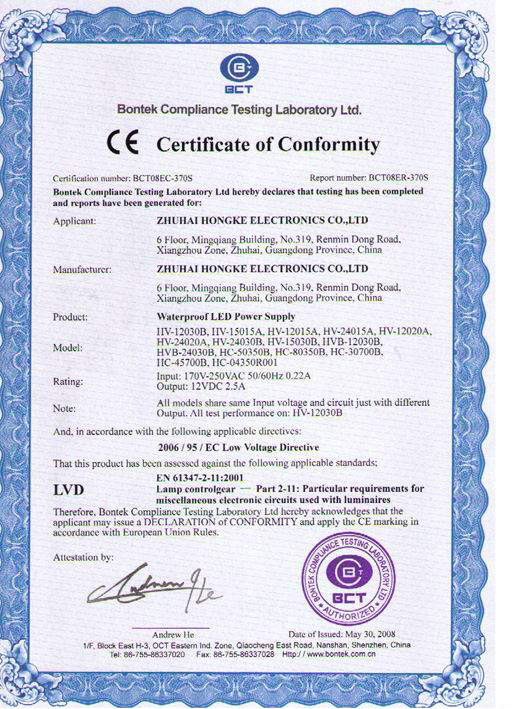 BCT
Bontek Compliance Testing Laboratory Ltd.
CE Certificate of Conformity
Certification number: BCT08EC-370S Report number: BCT08ER-370S
Bontek Compliance Testing Laboratory Ltd hereby declares that testing has been completed
and reports have been generated for:
Applicant: ZHUHAI HONGKE ELECTRONICS CO.,LTD
6 Floor, Mingqiang Building, No.319, Renmin Dong Road,
Xiangzhou Zone, Zhuhai, Guangdong Province, China
Manufacturer: ZHUHAI HONGKE ELECTRONICS CO.,LTD
6 Floor, Mingqiang Building, No.319, Renmin Dong Road,
Xiangzhou Zone, Zhuhai, Guangdong Province, China
Product: Waterproof LED Power Supply
HV-12030B, HV-15015A, HV-12015A, HV-24015A, HV-12020A,
Model: HV-24020A, HV-24030B, HV-15030B, HVB-12030B,
HVB-24030B, HC-50350B, HC-80350B, HC-30700B,
HC-45700B, HC-04350R001
Rating: Input: 170V-250VAC 50/60Hz 0.22A
Output: 12VDC 2.5A
Note: All models share same Input voltage and circuit just with different
Output. All test performance on: HV-12030B
And, in accordance with the following applicable directives:
2006 / 95 / EC Low Voltage Directive
That this product has been assessed against the following applicable standards;
EN 61347-2-11:2001
LVD Lamp controlgear — Part 2-11: Particular requirements for
miscellaneous electronic circuits used with luminaires
Therefore, Bontek Compliance Testing Laboratory Ltd hereby acknowledges that the
applicant may issue a DECLARATION of CONFORMITY and apply the CE marking in
accordance with European Union Rules.
Attestation by:
Andrew He
BONTEK COMPLIANCE TESTING LABORATORY LTD
BCT
AUTHORIZED
Andrew He Date of Issued: May 30, 2008
1/F, Block East H-3, OCT Eastern Ind. Zone, Qiaocheng East Road, Nanshan, Shenzhen, China
Tel: 86-755-86337020 Fax: 86-755-86337028 Http://www.bontek.com.cn